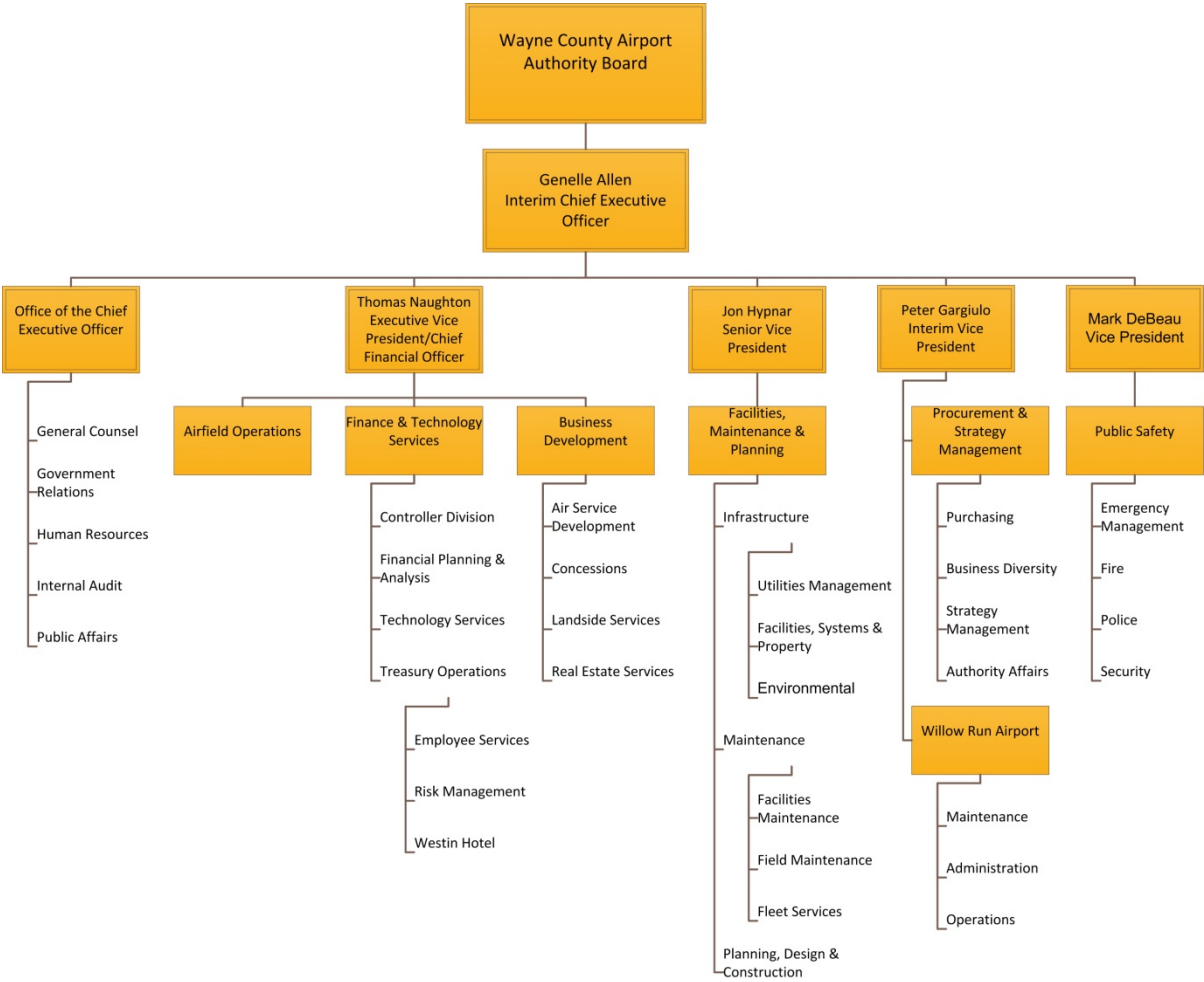 Wayne County Airport
Authority Board
Genelle Allen
Interim Chief Executive
Officer
Office of the Chief
Executive Officer
Thomas Naughton
Executive Vice
President/Chief
Financial Officer
Jon Hypnar
Senior Vice
President
Peter Gargiulo
Interim Vice
President
Mark DeBeau
Vice President
General Counsel
Government
Relations
Human Resources
Internal Audit
Public Affairs
Airfield Operations
Finance & Technology
Services
Controller Division
Financial Planning &
Analysis
Technology Services
Treasury Operations
Employee Services
Risk Management
Westin Hotel
Business
Development
Air Service
Development
Concessions
Landside Services
Real Estate Services
Facilities,
Maintenance &
Planning
Infrastructure
Utilities Management
Facilities, Systems &
Property
Environmental
Maintenance
Facilities
Maintenance
Field Maintenance
Fleet Services
Planning, Design &
Construction
Procurement &
Strategy
Management
Purchasing
Business Diversity
Strategy
Management
Authority Affairs
Willow Run Airport
Maintenance
Administration
Operations
Public Safety
Emergency
Management
Fire
Police
Security